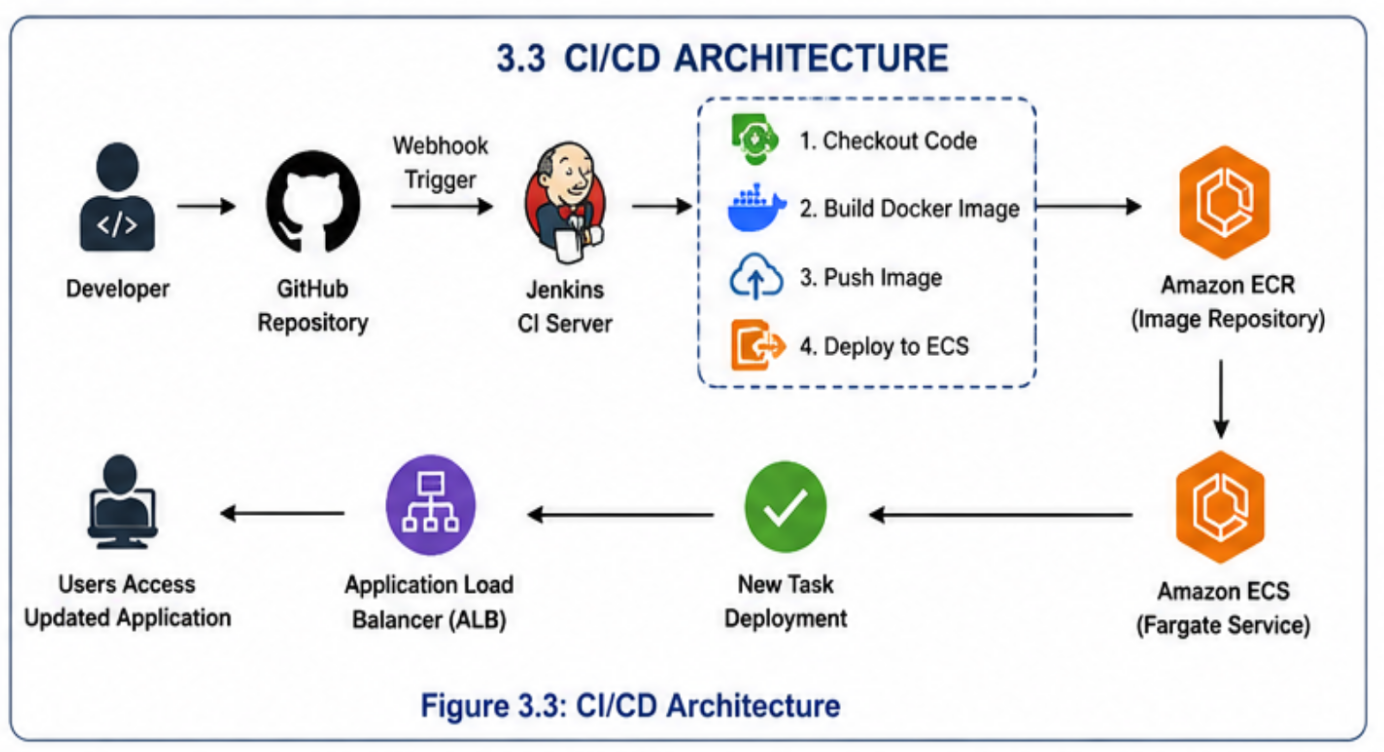 3.3 CI/CD ARCHITECTURE
Webhook
Trigger
</>
Developer
GitHub
Repository
Jenkins
CI Server
1. Checkout Code
2. Build Docker Image
3. Push Image
4. Deploy to ECS
Amazon ECR
(Image Repository)
Users Access
Updated Application
Application Load
Balancer (ALB)
New Task
Deployment
Amazon ECS
(Fargate Service)
Figure 3.3: CI/CD Architecture